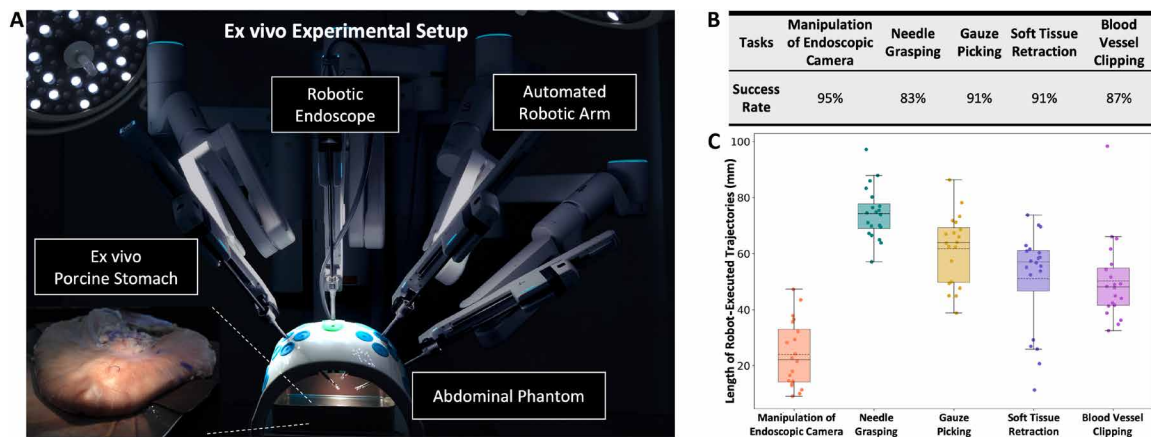 A
Ex vivo Experimental Setup
Robotic
Endoscope
Automated
Robotic Arm
Ex vivo
Porcine Stomach
Abdominal Phantom
B
Tasks
Manipulation
of Endoscopic
Camera
Needle
Grasping
Gauze
Picking
Soft Tissue
Retraction
Blood
Vessel
Clipping
Success
Rate
95%
83%
91%
91%
87%
C
Length of Robot-Executed Trajectories (mm)
100
80
60
40
20
Manipulation of
Endoscopic Camera
Needle
Grasping
Gauze
Picking
Soft Tissue
Retraction
Blood Vessel
Clipping